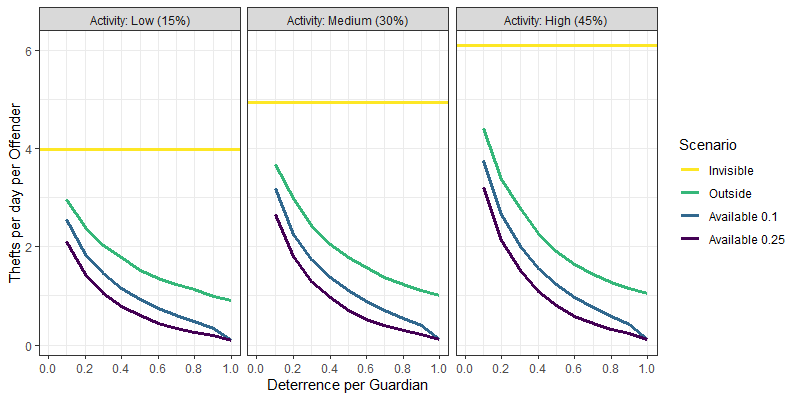 Activity: Low (15%) Activity: Medium (30%) Activity: High (45%)
Thefts per day per Offender
6
4
2
0
0.0 0.2 0.4 0.6 0.8 1.0 0.0 0.2 0.4 0.6 0.8 1.0 0.0 0.2 0.4 0.6 0.8 1.0
Deterrence per Guardian
Scenario
Invisible
Outside
Available 0.1
Available 0.25